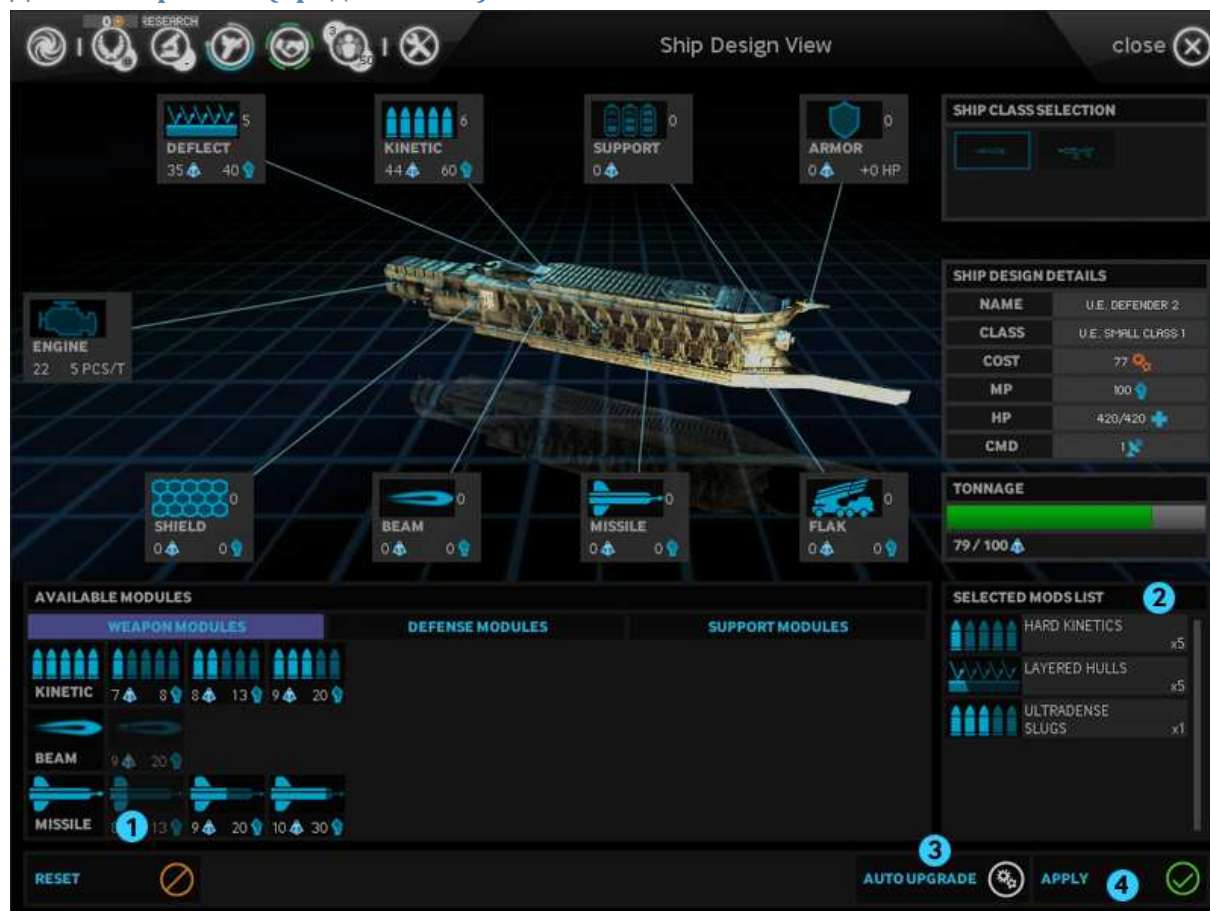 0 RESEARCH
3
50
Ship Design View
close
5
DEFLECT
35 40
6
KINETIC
44 60
0
SUPPORT
0
0
ARMOR
0 +0 HP
SHIP CLASS SELECTION
ENGINE
22 5 PCS/T
SHIP DESIGN DETAILS
NAME U.E. DEFENDER 2
CLASS U.E. SMALL CLASS 1
COST 77
MP 100
HP 420/420
CMD 1
0
SHIELD
0 0
0
BEAM
0 0
0
MISSILE
0 0
0
FLAK
0 0
TONNAGE
79 / 100
AVAILABLE MODULES
WEAPON MODULES DEFENSE MODULES SUPPORT MODULES
KINETIC 7 8 8 13 9 20
BEAM 9 20
MISSILE 1 13 9 20 10 30
SELECTED MODS LIST 2
HARD KINETICS
x5
LAYERED HULLS
x5
ULTRADENSE
SLUGS x1
RESET
3
AUTO UPGRADE
APPLY 4